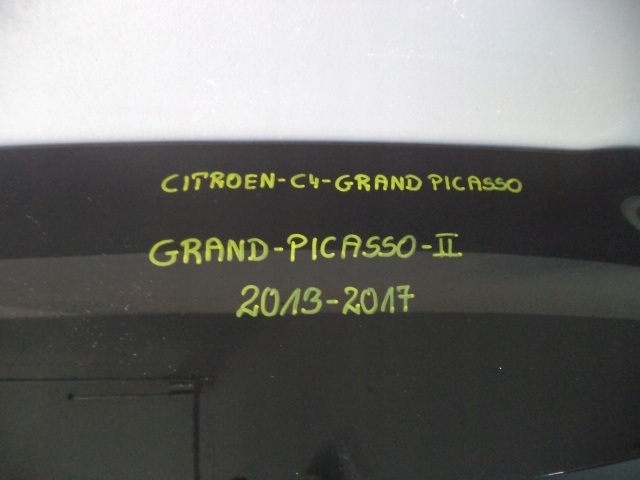 CITROEN-C4-GRAND PICASSO
GRAND-PICASSO-II
2013-2017